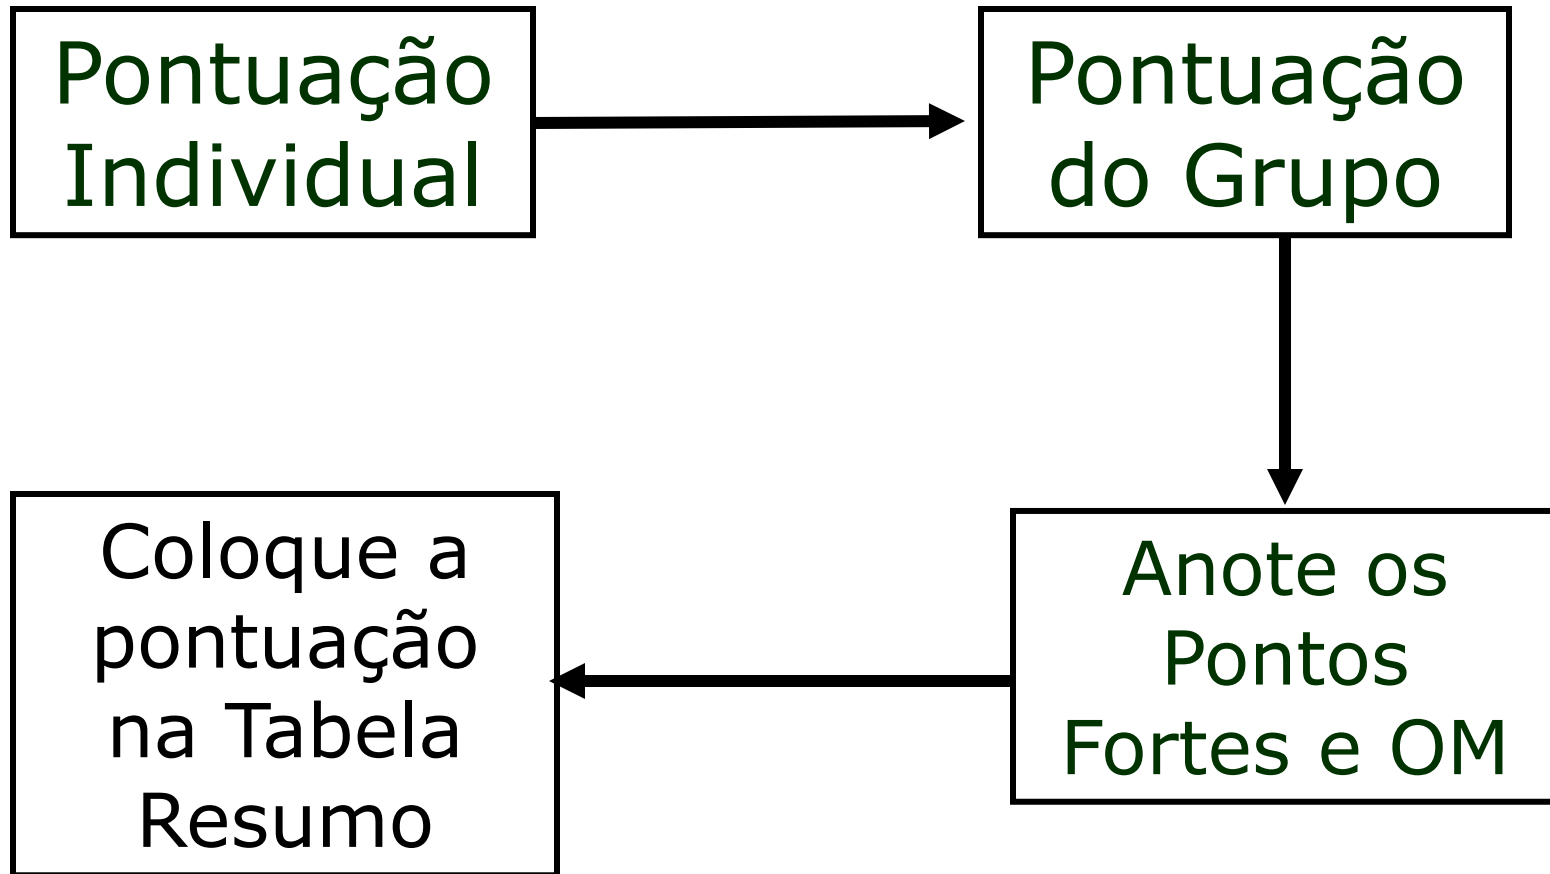 Pontuação
Individual
Pontuação
do Grupo
Anote os
Pontos
Fortes e OM
Coloque a
pontuação
na Tabela
Resumo